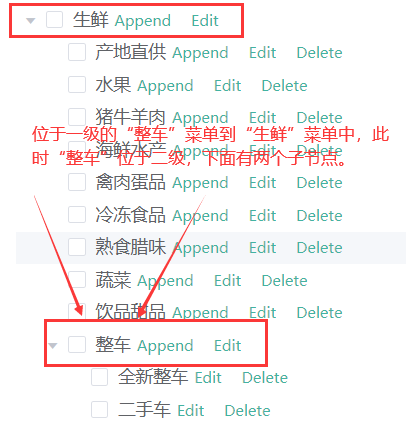 生鲜 Append Edit
产地直供 Append Edit Delete
水果 Append Edit Delete
猪牛羊肉 Append Edit Delete
位于一级的“整车”菜单到“生鲜”菜单中，此
时“整车”位于二级，下面有两个子节点。
海鲜水产 Append Edit Delete
禽肉蛋品 Append Edit Delete
冷冻食品 Append Edit Delete
熟食腊味 Append Edit Delete
蔬菜 Append Edit Delete
饮品甜品 Append Edit Delete
整车 Append Edit
全新整车 Edit Delete
二手车 Edit Delete